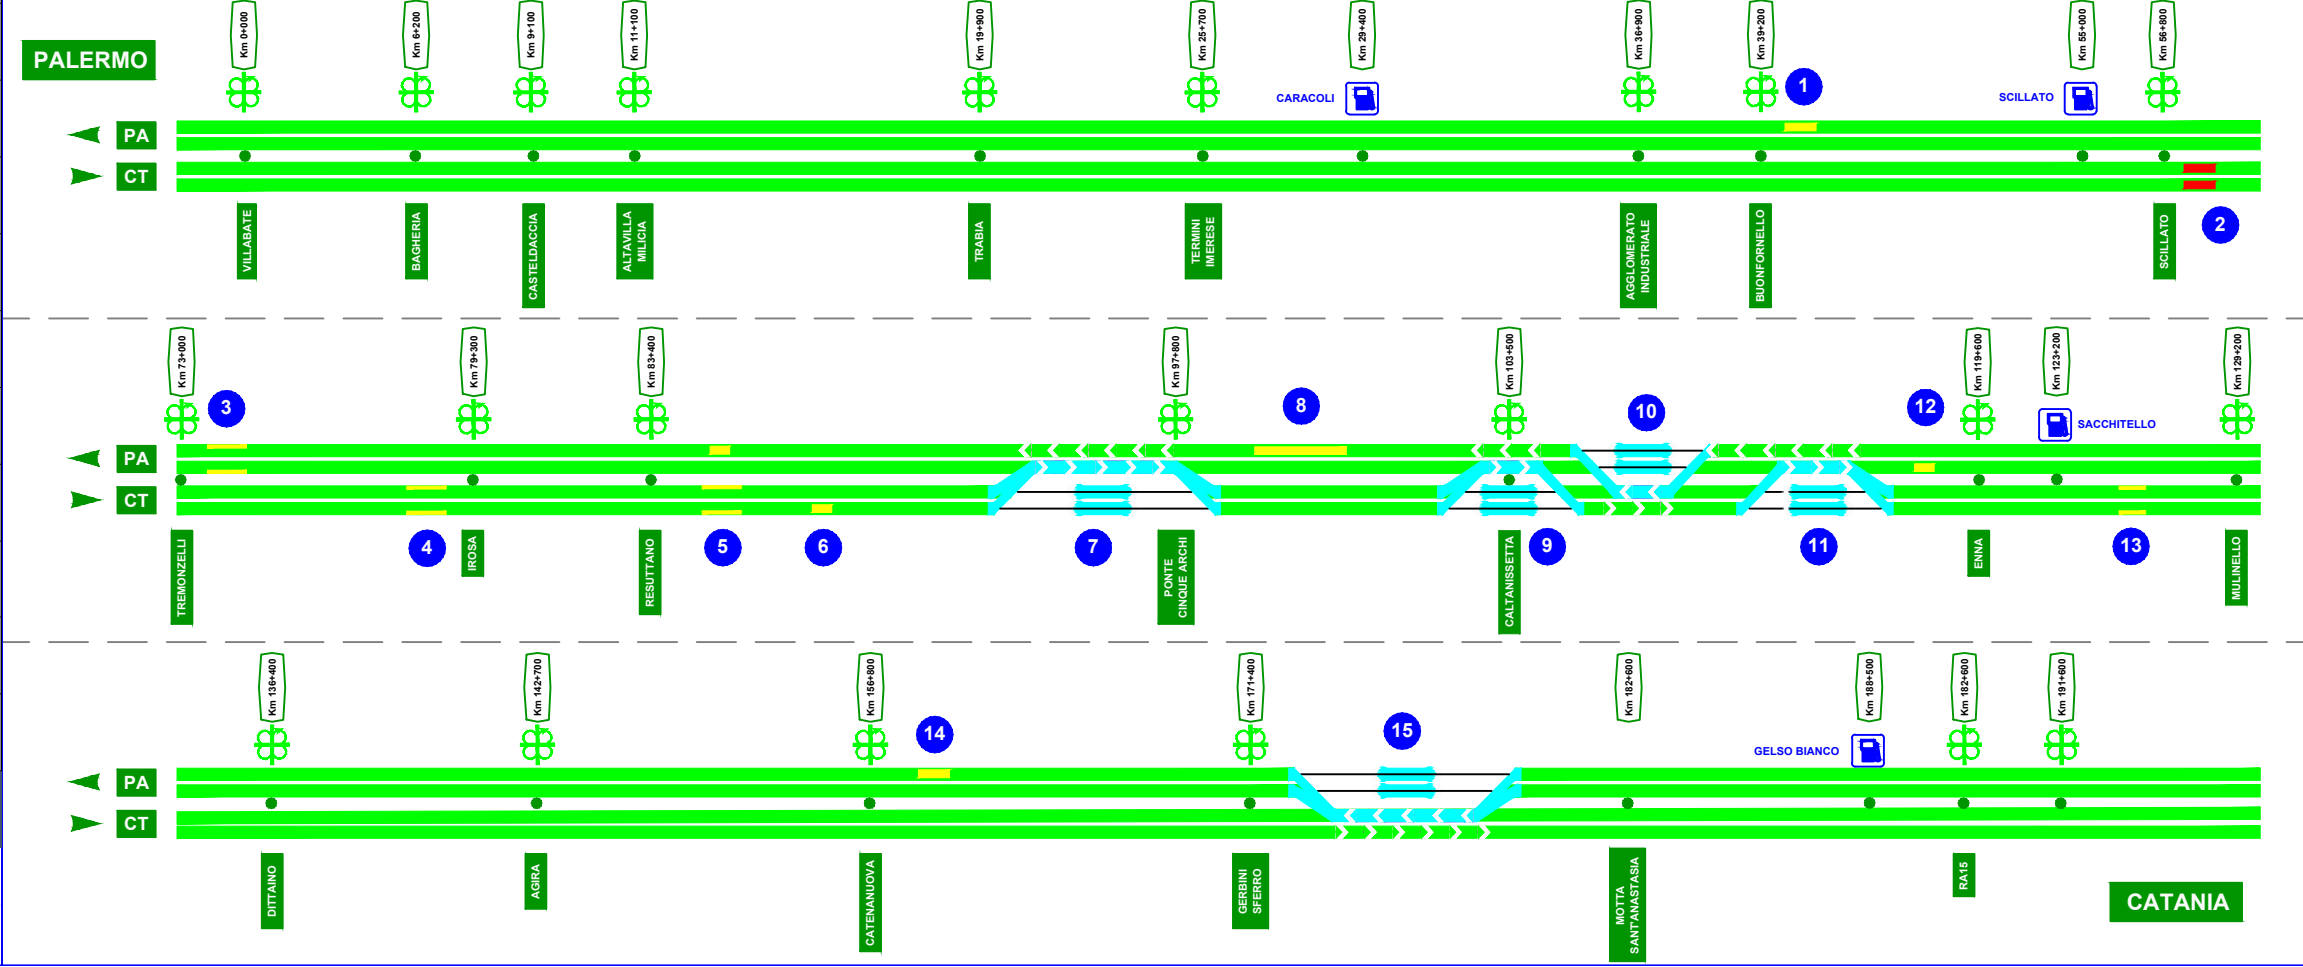 PALERMO
Km 0+000
Km 6+200
Km 9+100
Km 11+100
Km 19+900
Km 25+700
Km 29+400
Km 36+900
Km 39+200
Km 55+000
Km 56+800
CARACOLI
1
SCILLATO
PA
CT
VILLABATE
BAGHERIA
CASTELDACCIA
ALTAVILLA
MILICIA
TRABIA
TERMINI
IMERESE
AGGLOMERATO
INDUSTRIALE
BUONFORNELLO
SCILLATO
2
Km 73+000
Km 79+300
Km 83+400
Km 97+800
Km 103+500
Km 119+600
Km 123+200
Km 129+200
3
8
10
12
SACCHITELLO
PA
CT
TREMONZELLI
4
IROSA
RESUTTANO
5
6
7
PONTE
CINQUE ARCHI
CALTANISSETTA
9
11
ENNA
13
MULINELLO
Km 136+400
Km 142+700
Km 156+800
Km 171+400
Km 182+600
Km 188+500
Km 182+600
Km 191+600
14
15
GELSO BIANCO
PA
CT
DITTAINO
AGIRA
CATENANUOVA
GERBINI
SFERRO
MOTTA
SANT'ANASTASIA
RA15
CATANIA